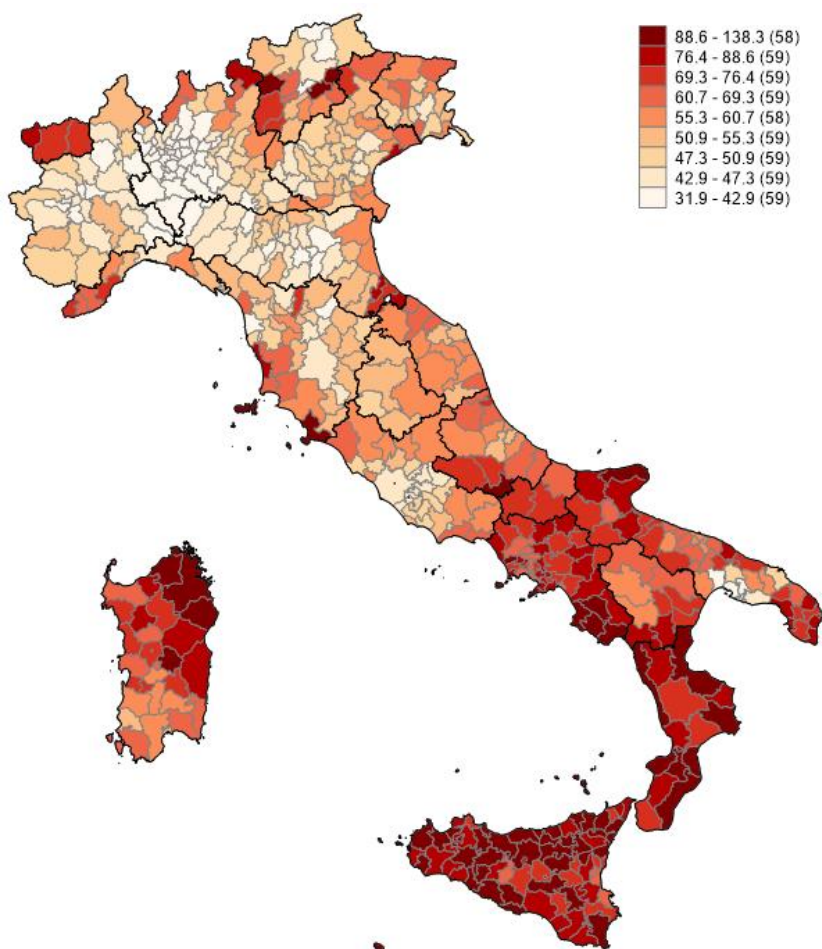 88.6 - 138.3 (58)
76.4 - 88.6 (59)
69.3 - 76.4 (59)
60.7 - 69.3 (59)
55.3 - 60.7 (58)
50.9 - 55.3 (59)
47.3 - 50.9 (59)
42.9 - 47.3 (59)
31.9 - 42.9 (59)